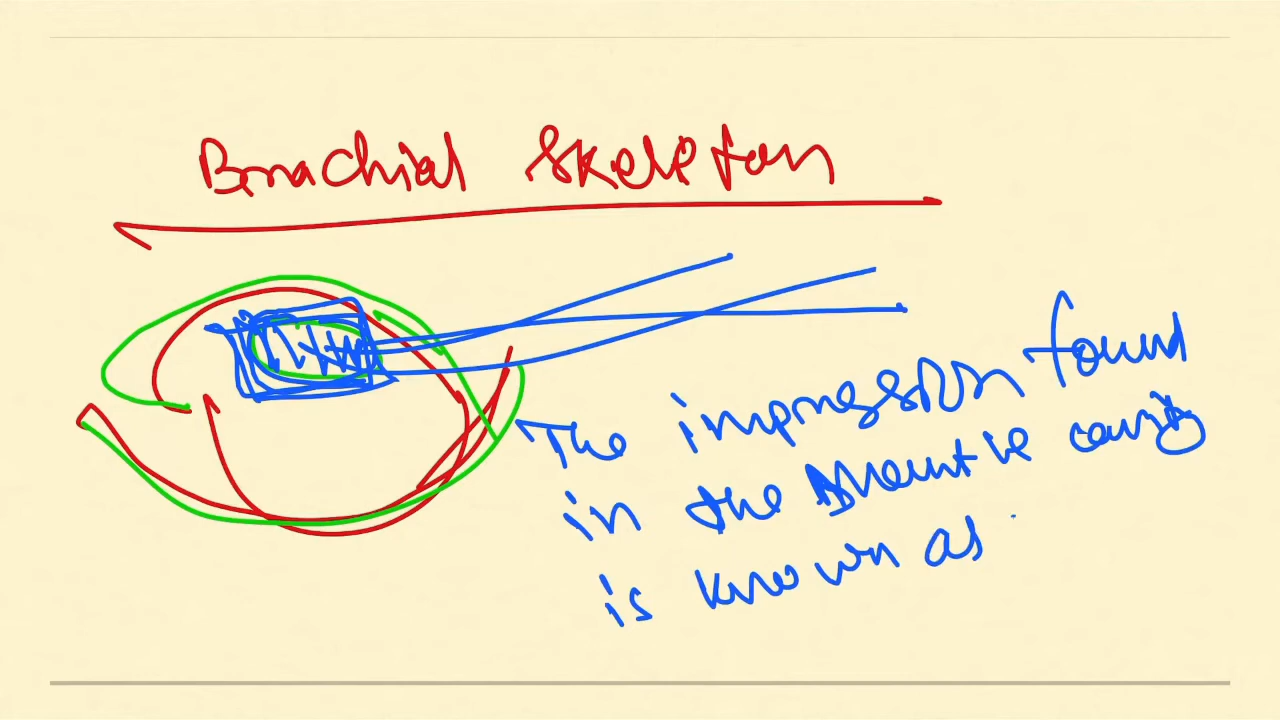 Brachial Skeleton
The impression found
in the Mantle cavity
is known as